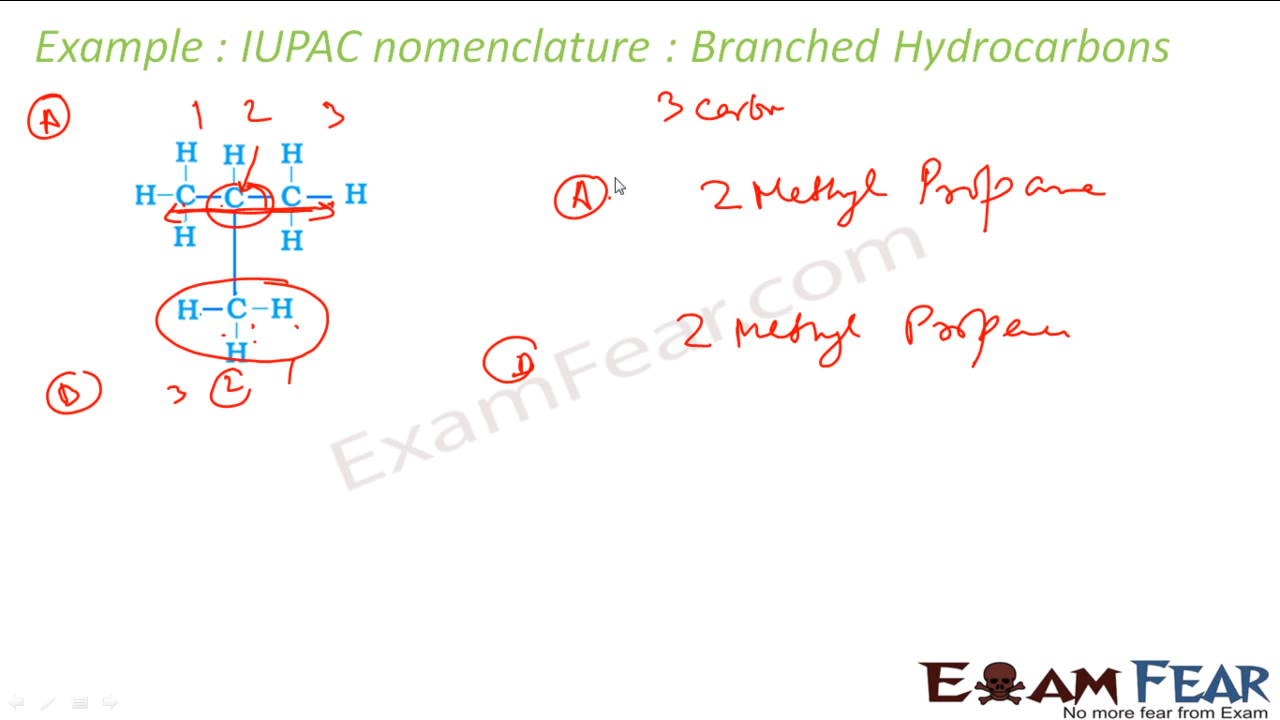 Example : IUPAC nomenclature : Branched Hydrocarbons
A 1 2 3
3 carbon
H H H
H-C-C-C-H
H H
A. 2 Methyl Propane
H-C-H
H
D 2 Methyl Propane
D 3 2 1
ExamFear.com
EXAM FEAR
No more fear from Exam